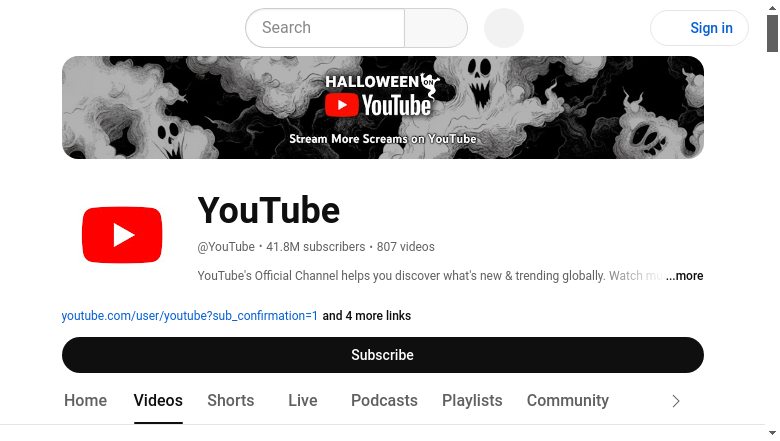 Search
Sign in
HALLOWEEN ON
YouTube
Stream More Screams on YouTube
YouTube
@YouTube • 41.8M subscribers • 807 videos
YouTube's Official Channel helps you discover what's new & trending globally. Watch ...more
youtube.com/user/youtube?sub_confirmation=1 and 4 more links
Subscribe
Home Videos Shorts Live Podcasts Playlists Community